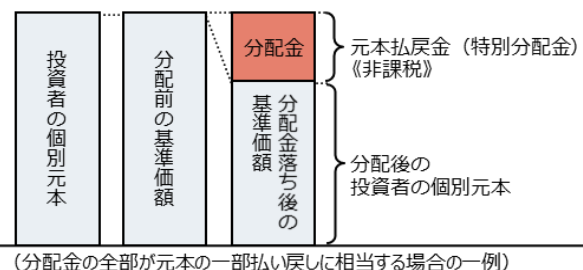 投資者の個別元本
分配前の基準価額
分配金
分配金落ち後の
基準価額
元本払戻金（特別分配金）
《非課税》
分配後の
投資者の個別元本
（分配金の全部が元本の一部払い戻しに相当する場合の一例）